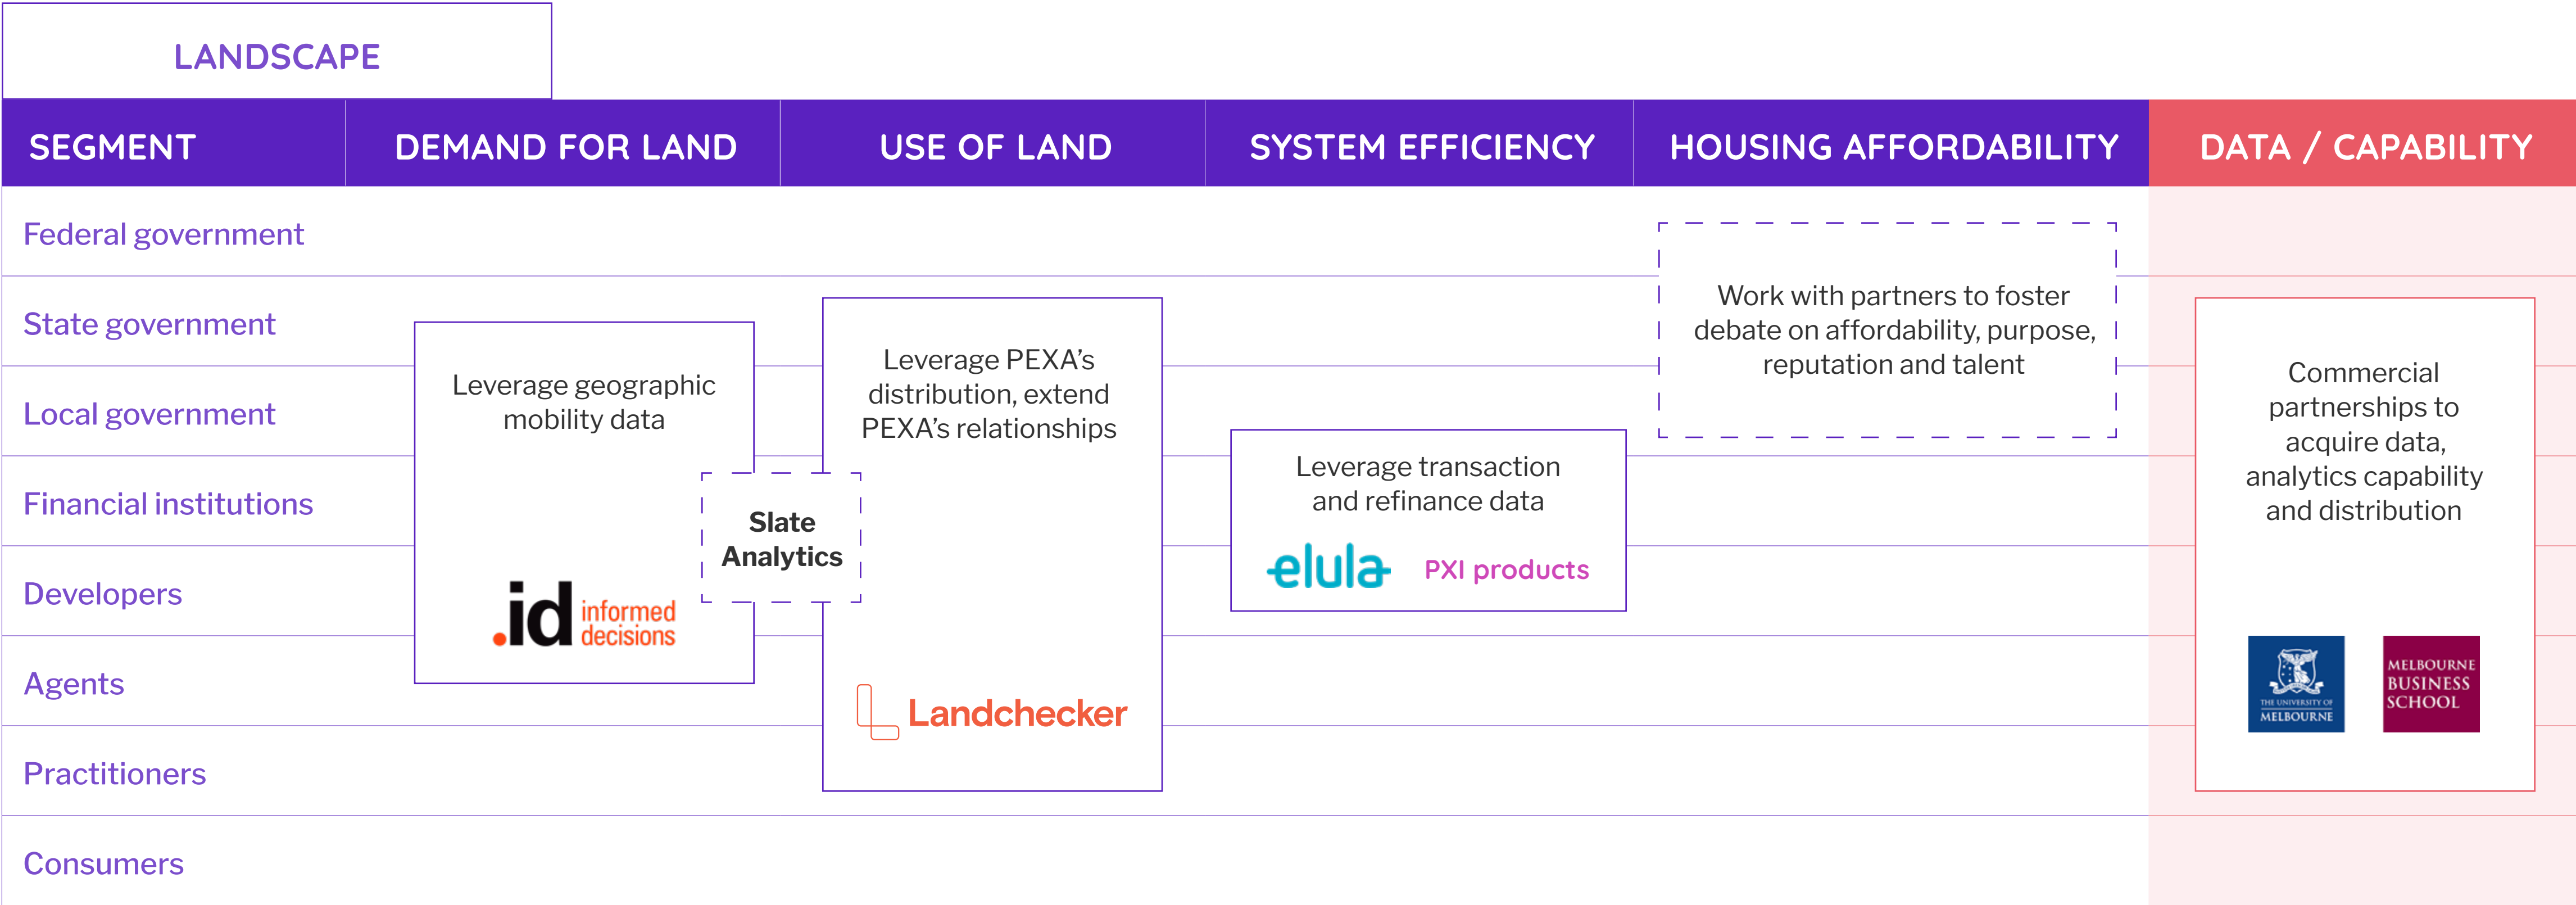 LANDSCAPE
SEGMENT
DEMAND FOR LAND
USE OF LAND
SYSTEM EFFICIENCY
HOUSING AFFORDABILITY
DATA / CAPABILITY
Federal government
State government
Local government
Financial institutions
Developers
Agents
Practitioners
Consumers
Leverage geographic
mobility data
.id informed
decisions
Slate
Analytics
Leverage PEXA’s
distribution, extend
PEXA’s relationships
Landchecker
Leverage transaction
and refinance data
elula
PXI products
Work with partners to foster
debate on affordability, purpose,
reputation and talent
Commercial
partnerships to
acquire data,
analytics capability
and distribution
THE UNIVERSITY OF
MELBOURNE
MELBOURNE
BUSINESS
SCHOOL